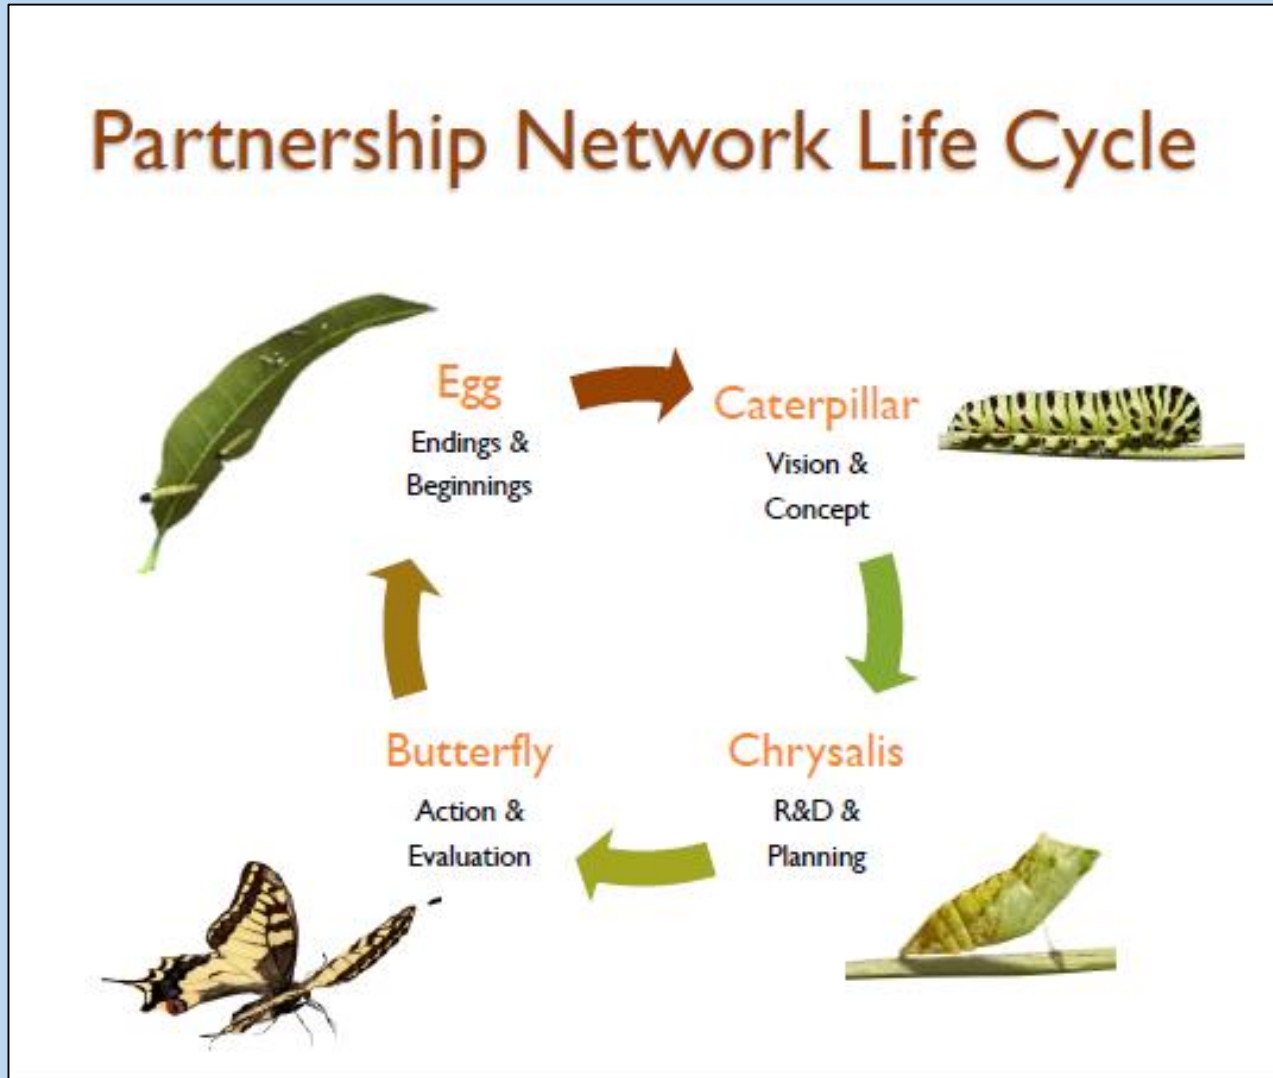 Partnership Network Life Cycle
Egg
Endings &
Beginnings
Caterpillar
Vision &
Concept
Chrysalis
R&D &
Planning
Butterfly
Action &
Evaluation